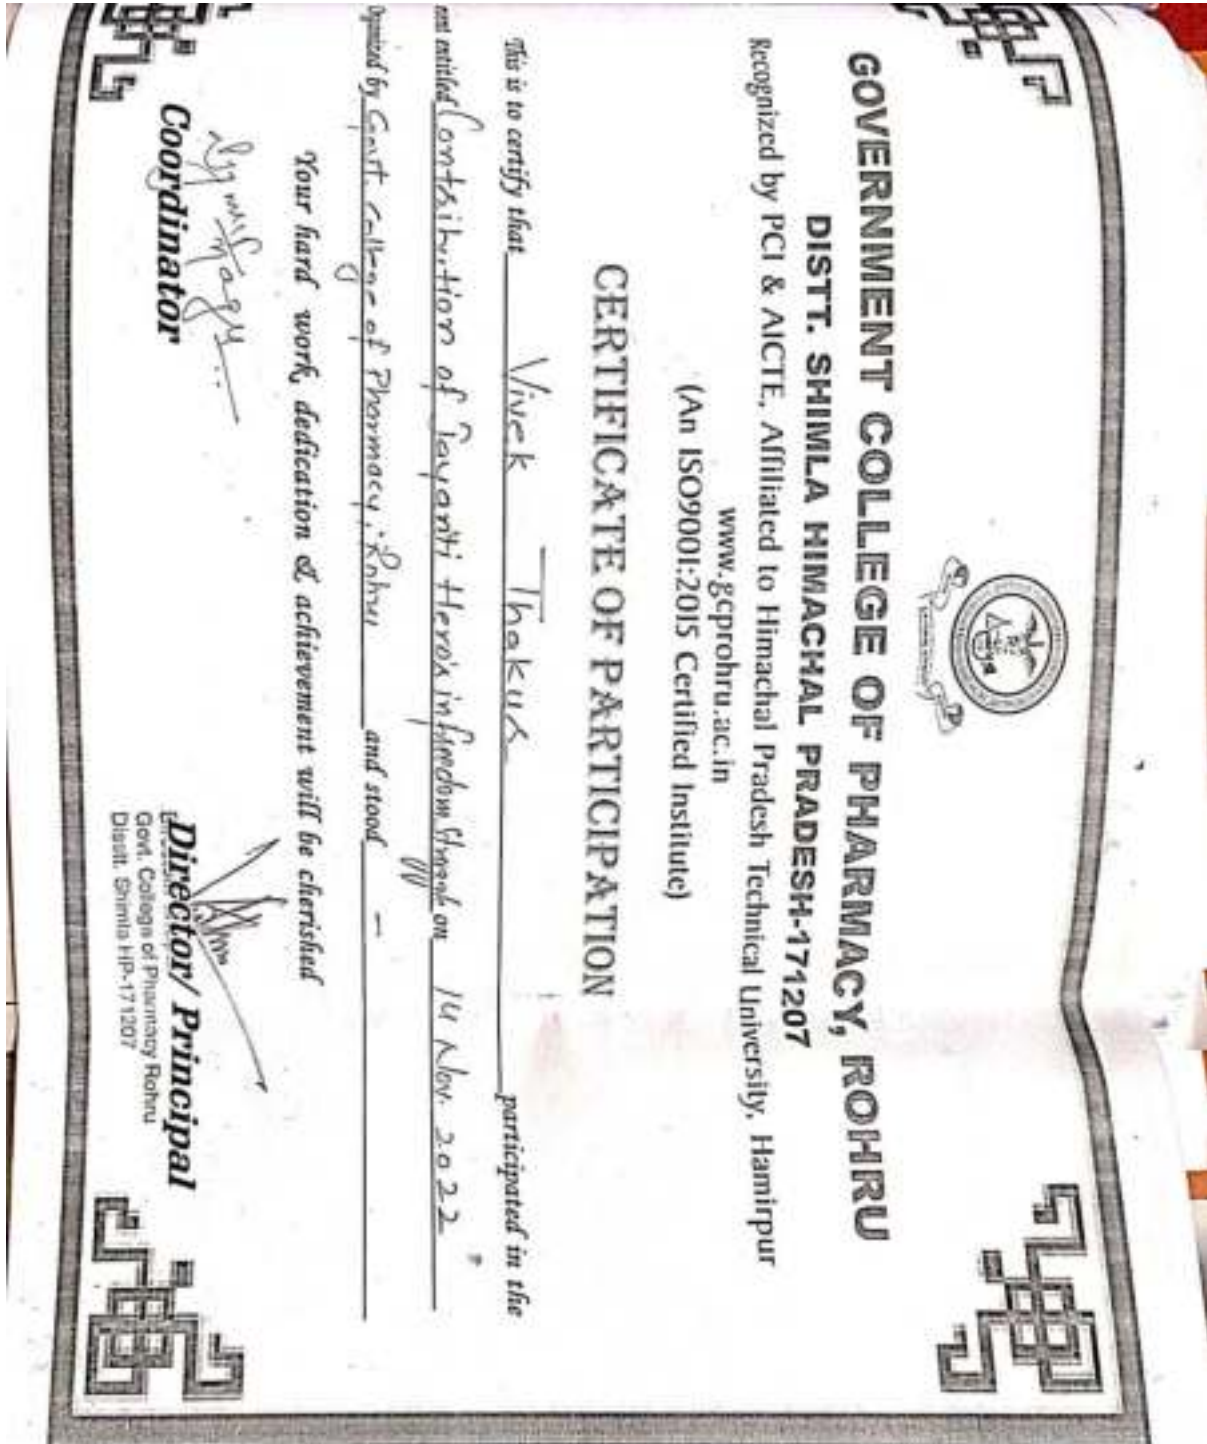 GOVERNMENT COLLEGE OF PHARMACY, ROHRU
DISTT. SHIMLA HIMACHAL PRADESH-171207
Recognized by PCI & AICTE, Affiliated to Himachal Pradesh Technical University, Hamirpur
www.gcprohru.ac.in
(An ISO9001:2015 Certified Institute)
CERTIFICATE OF PARTICIPATION
This is to certify that Vivek Thakur participated in the
event entitled Contribution of Jayanti Hero's in freedom on 14 Nov. 2022
Organised by Govt. College of Pharmacy, Rohru and stood —
Your hard work, dedication & achievement will be cherished
Coordinator
Director/ Principal
Govt. College of Pharmacy Rohru
Distt. Shimla HP-171207